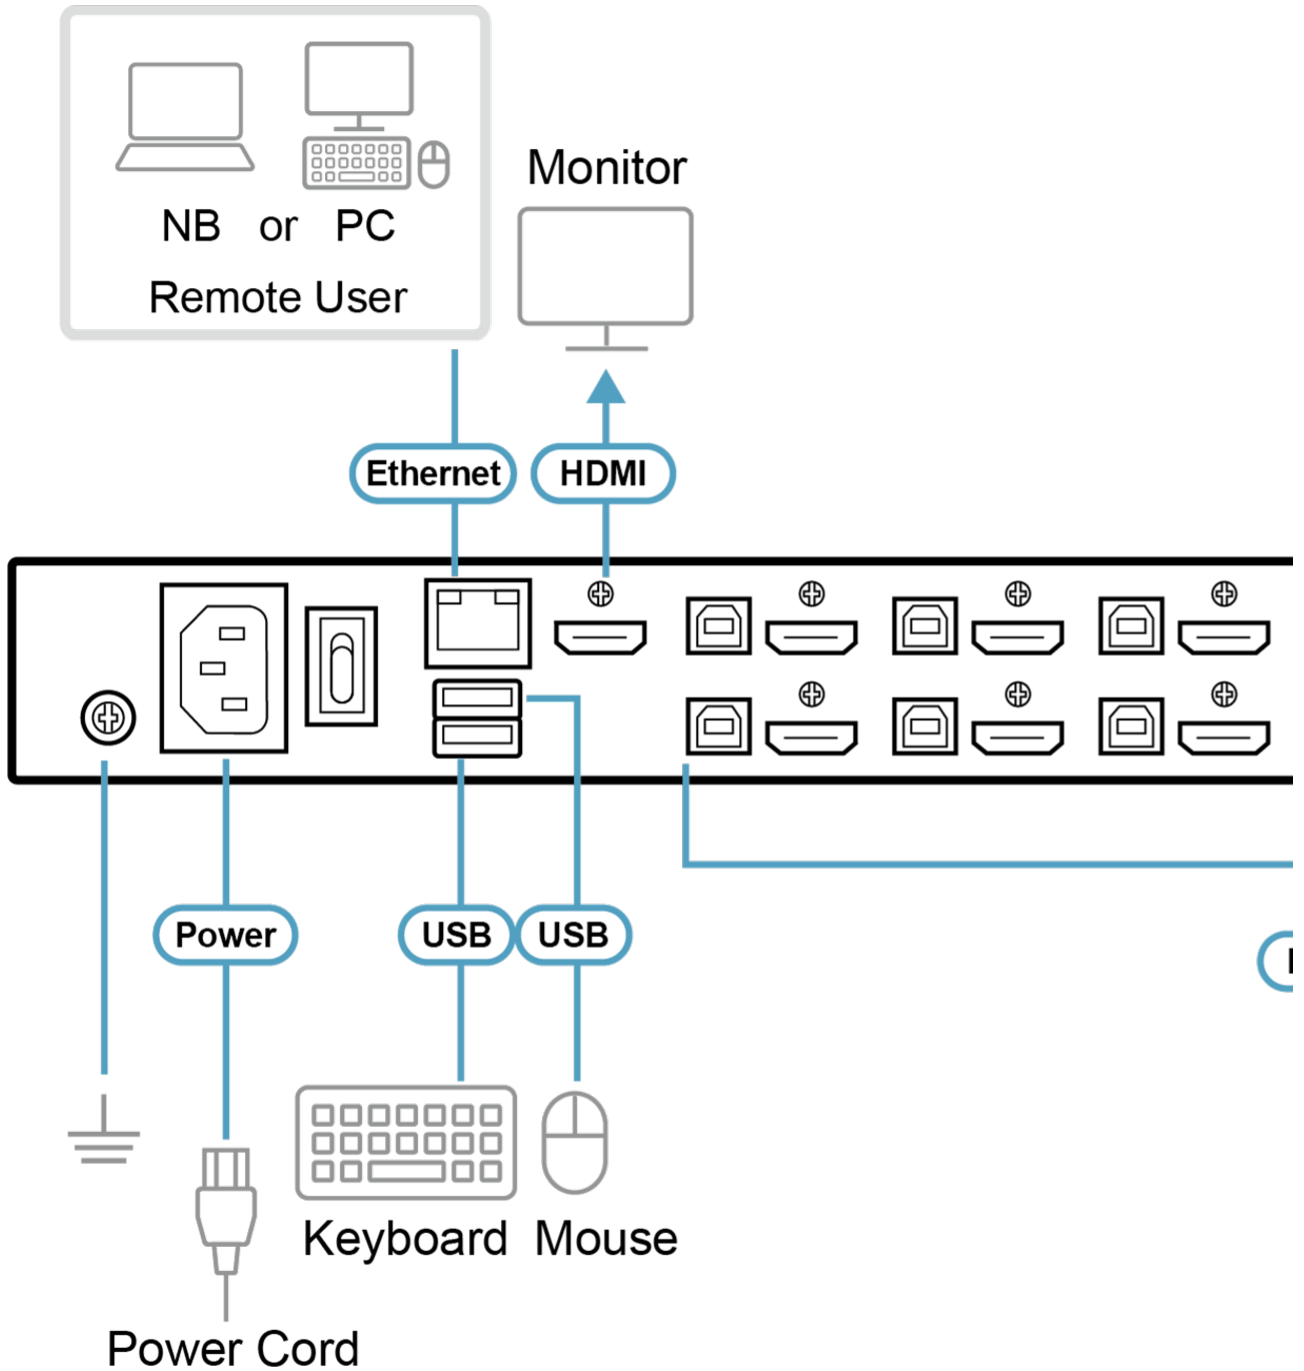 NB or PC
Remote User
Monitor
Ethernet
HDMI
Power
USB
USB
Keyboard
Mouse
Power Cord